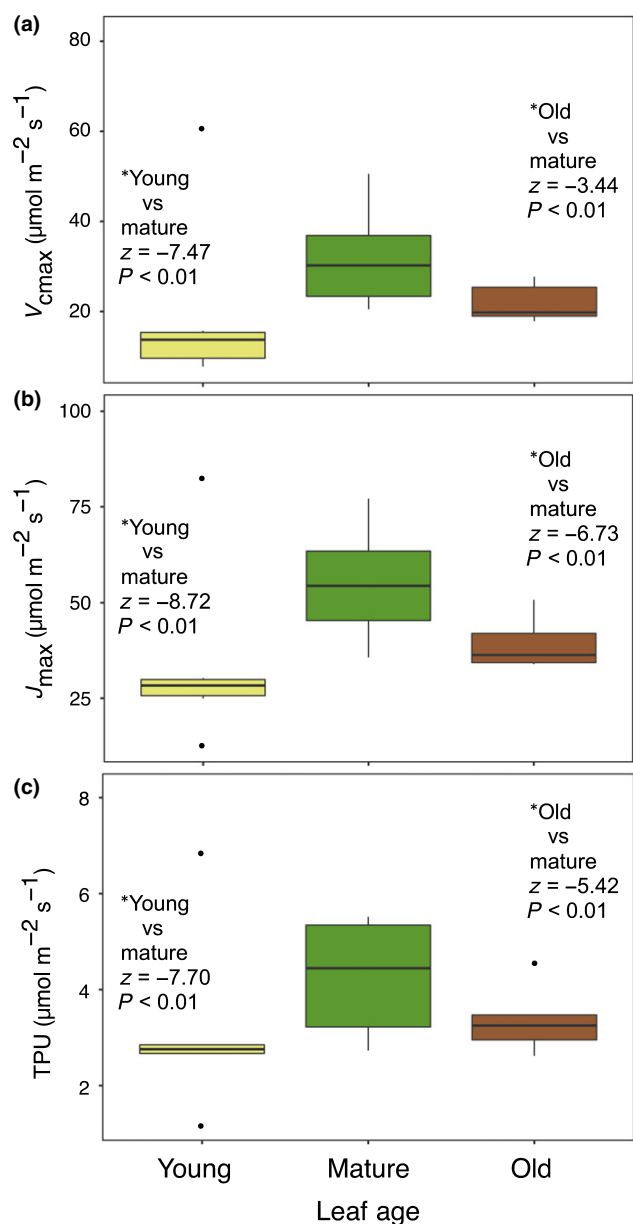 (a)
80
60
40
20
Vcmax (μmol m−2 s−1)
*Young
vs
mature
z = −7.47
P < 0.01
*Old
vs
mature
z = −3.44
P < 0.01
(b)
100
75
50
25
Jmax (μmol m−2 s−1)
*Young
vs
mature
z = −8.72
P < 0.01
*Old
vs
mature
z = −6.73
P < 0.01
(c)
8
6
4
2
TPU (μmol m−2 s−1)
*Young
vs
mature
z = −7.70
P < 0.01
*Old
vs
mature
z = −5.42
P < 0.01
Young Mature Old
Leaf age